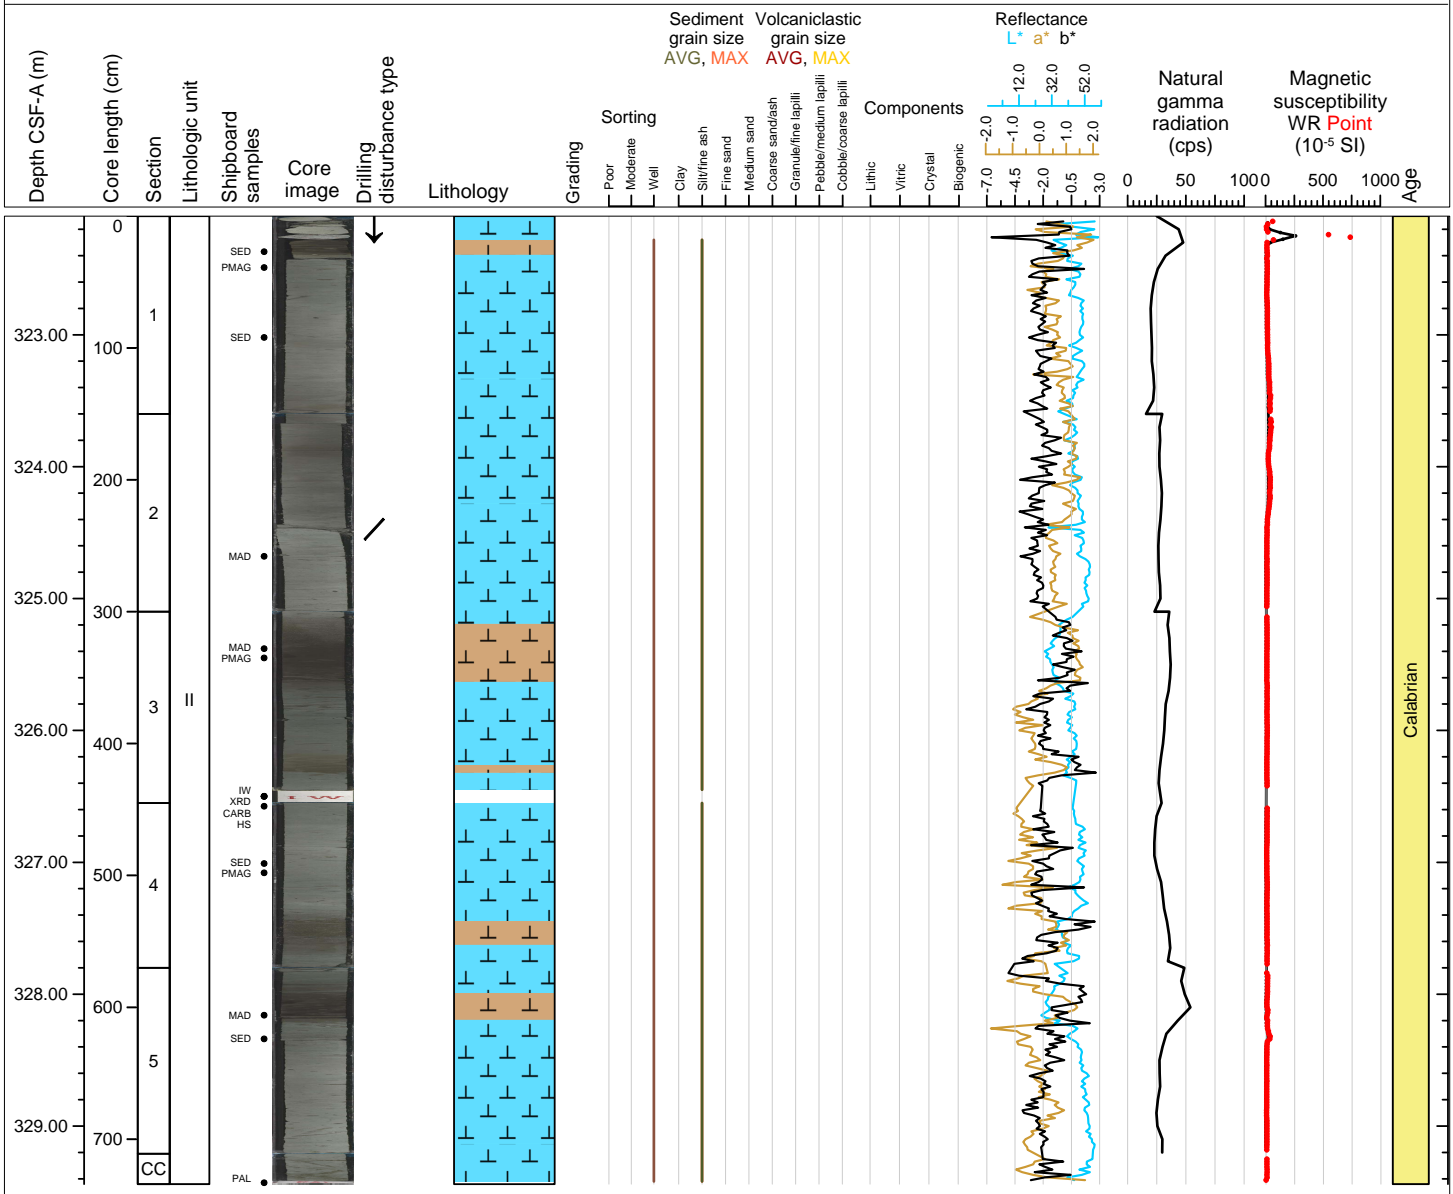 Depth CSF-A (m)
Core length (cm)
Section
Lithologic unit
Shipboard
samples
Core
image
Drilling
disturbance type
Lithology
Grading
Sorting
Poor
Moderate
Well
Sediment
grain size
AVG, MAX
Volcaniclastic
grain size
AVG, MAX
Clay
Silt/fine ash
Fine sand
Medium sand
Coarse sand/ash
Granule/fine lapilli
Pebble/medium lapilli
Cobble/coarse lapilli
Components
Lithic
Vitric
Crystal
Biogenic
Reflectance
L* a* b*
12.0 32.0 52.0
-2.0 -1.0 0.0 1.0 2.0
-7.0 -4.5 -2.0 0.5 3.0
Natural
gamma
radiation
(cps)
0 50 100
Magnetic
susceptibility
WR Point
(10⁻⁵ SI)
0 500 1000
Age
323.00
324.00
325.00
326.00
327.00
328.00
329.00
0
100
200
300
400
500
600
700
1
2
3
4
5
CC
II
SED
PMAG
SED
MAD
MAD
PMAG
IW
XRD
CARB
HS
SED
PMAG
MAD
SED
PAL
I W
Calabrian